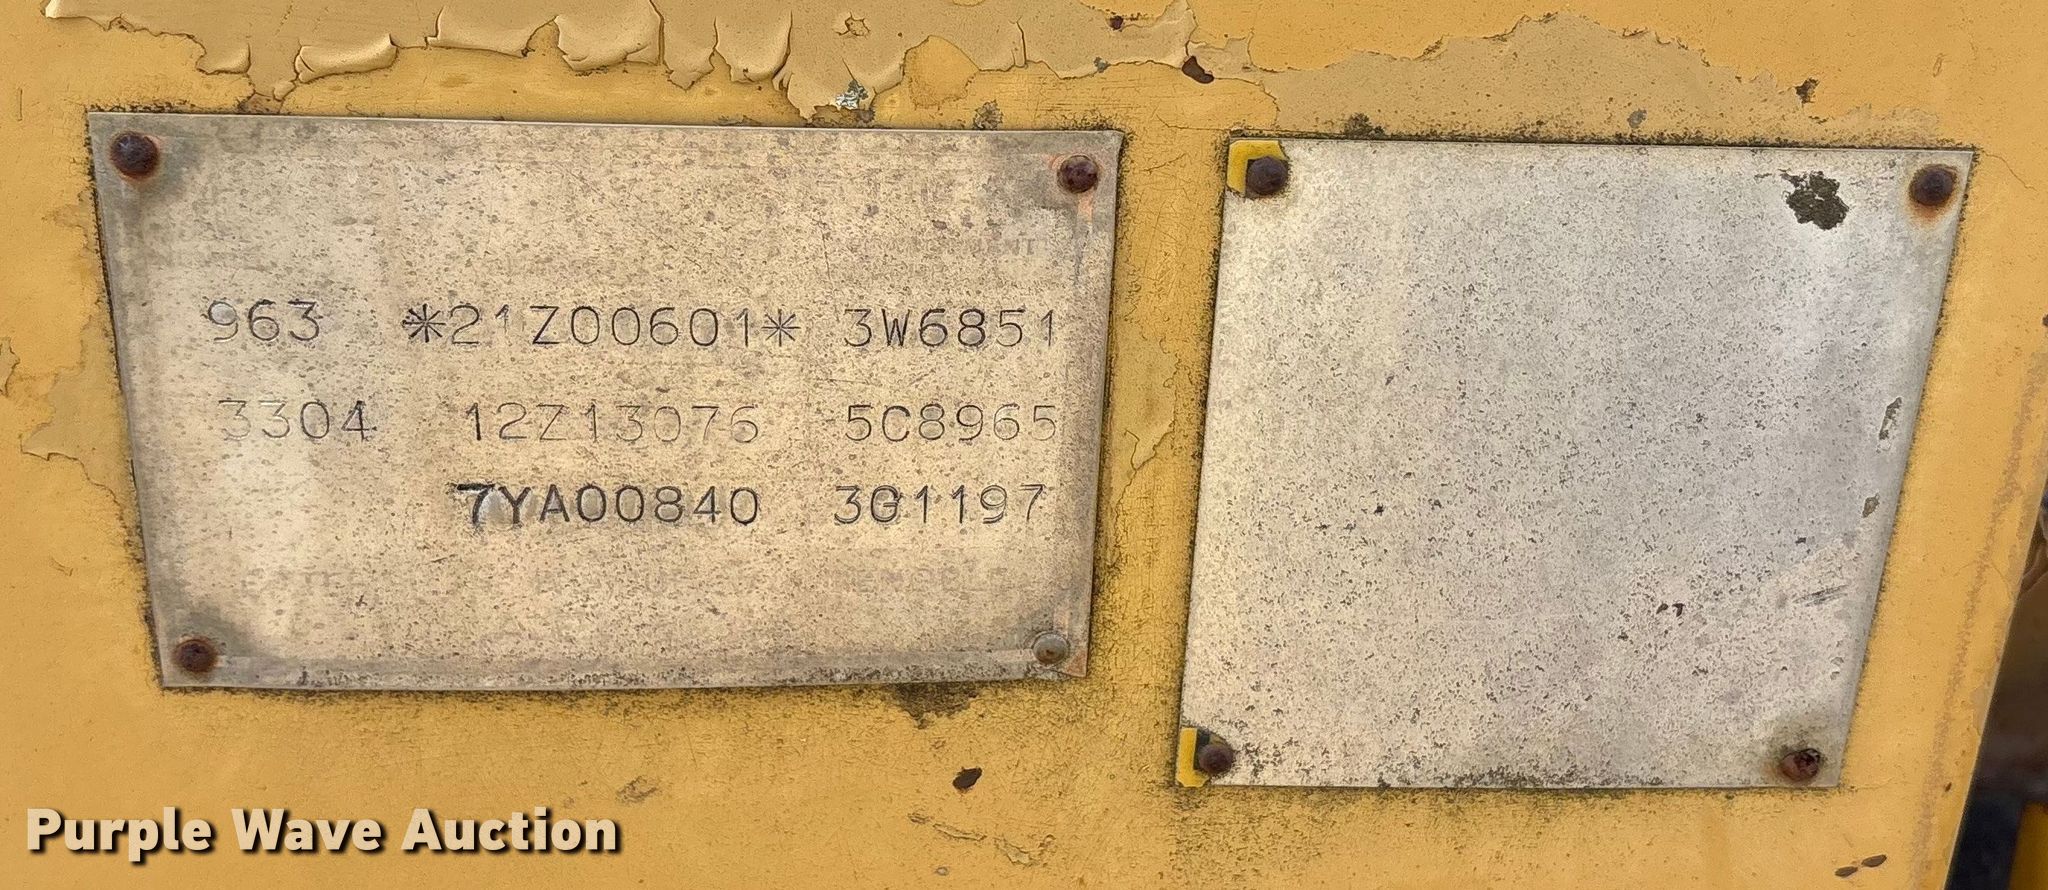 963 *21Z00601* 3W6851
3304 12Z13076 5C8965
7YA00840 3G1197
Purple Wave Auction